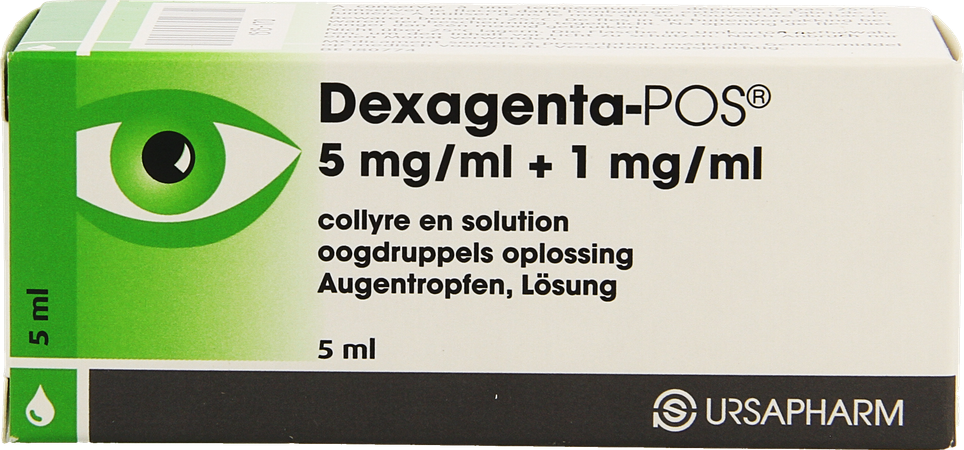 Dexagenta-POS®
5 mg/ml + 1 mg/ml
collyre en solution
oogdruppels oplossing
Augentropfen, Lösung
5 ml
5 ml
URSAPHARM